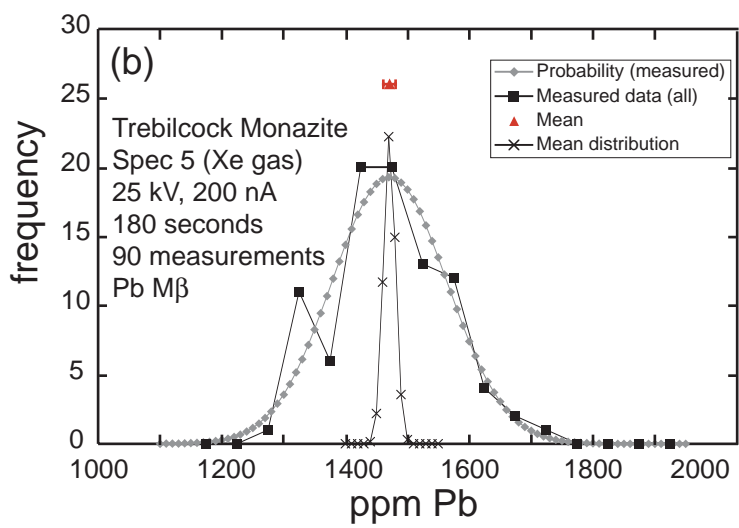 (b)
Probability (measured)
Measured data (all)
Mean
Mean distribution
Trebilcock Monazite
Spec 5 (Xe gas)
25 kV, 200 nA
180 seconds
90 measurements
Pb Mβ
frequency
30
25
20
15
10
5
0
1000 1200 1400 1600 1800 2000
ppm Pb